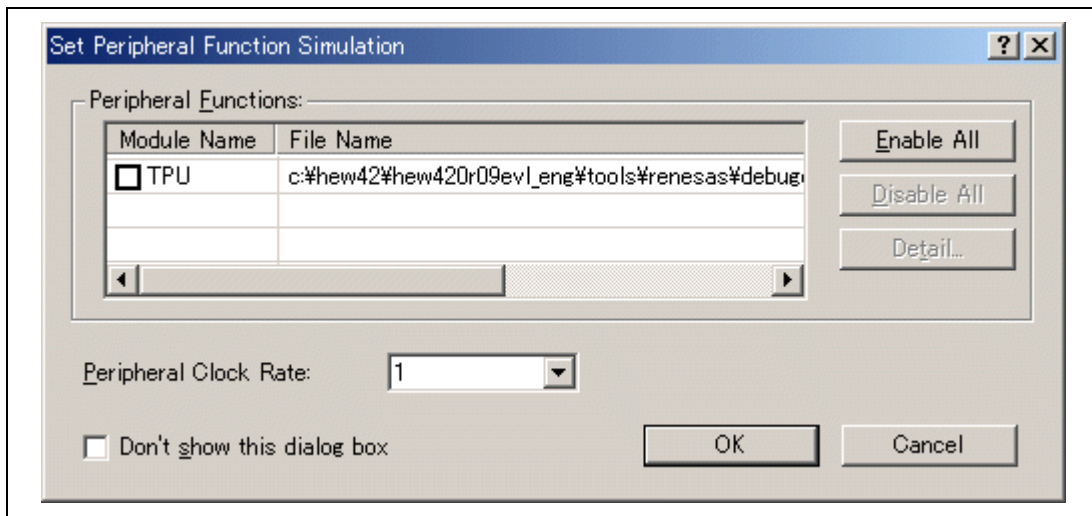 Set Peripheral Function Simulation
Peripheral Functions:
Module Name File Name
Enable All
TPU c:¥hew42¥hew420r09evl_eng¥tools¥renesas¥debug
Disable All
Detail...
Peripheral Clock Rate: 1
Don't show this dialog box
OK Cancel